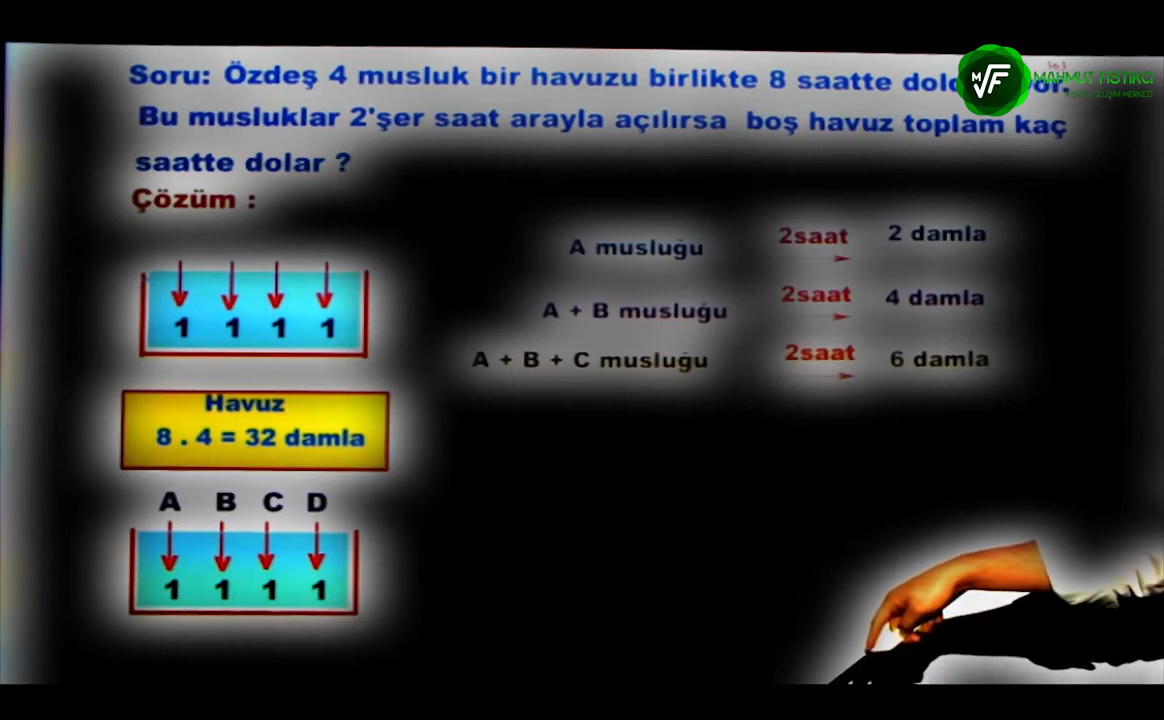 Soru: Özdeş 4 musluk bir havuzu birlikte 8 saatte
Bu musluklar 2'şer saat arayla açılırsa boş havuz toplam kaç
saatte dolar ?
Çözüm :
A musluğu 2saat 2 damla
A + B musluğu 2saat 4 damla
A + B + C musluğu 2saat 6 damla
1 1 1 1
Havuz
8 . 4 = 32 damla
A B C D
1 1 1 1
MAHMUT FISTIKCI